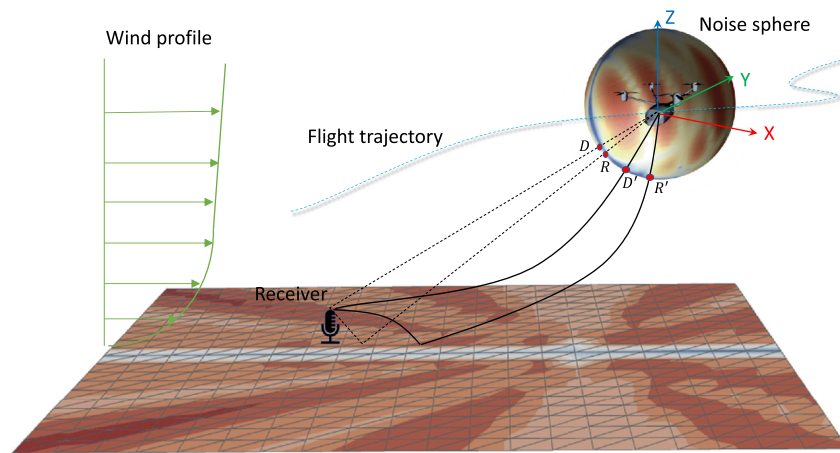 Z
Noise sphere
Wind profile
Y
X
Flight trajectory
D
R
D'
R'
Receiver